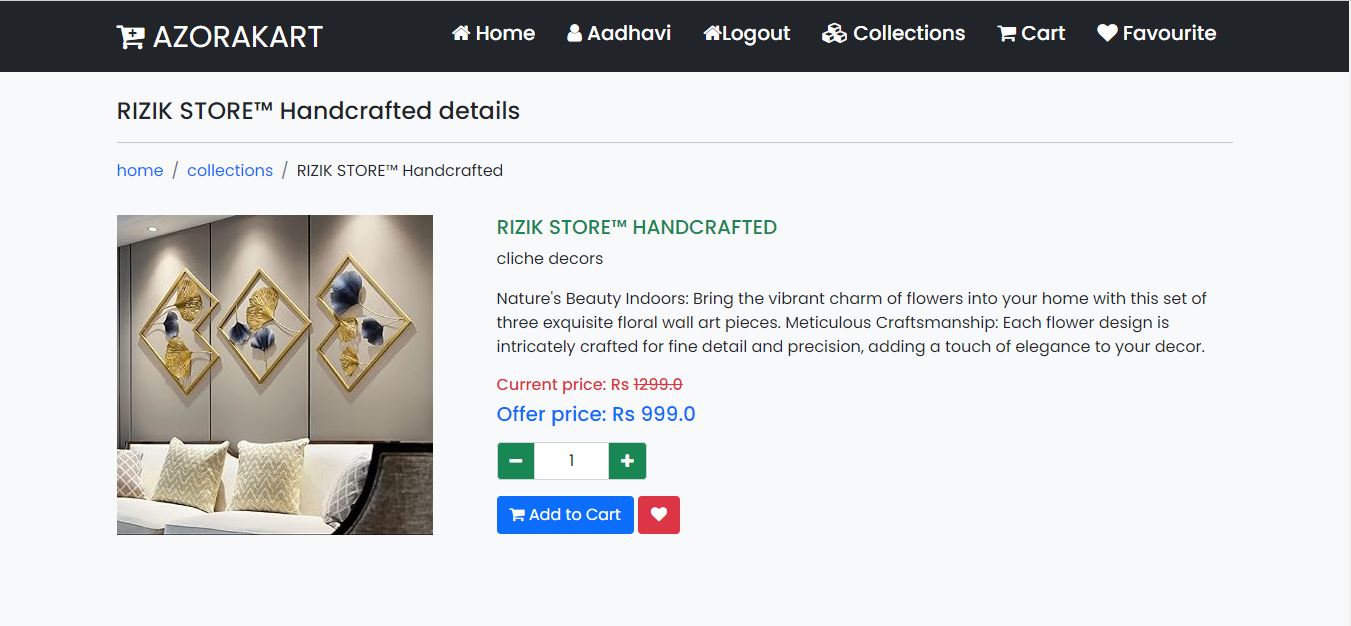 AZORAKART
Home Aadhavi Logout Collections Cart Favourite
RIZIK STORE™ Handcrafted details
home / collections / RIZIK STORE™ Handcrafted
RIZIK STORE™ HANDCRAFTED
cliche decors
Nature's Beauty Indoors: Bring the vibrant charm of flowers into your home with this set of
three exquisite floral wall art pieces. Meticulous Craftsmanship: Each flower design is
intricately crafted for fine detail and precision, adding a touch of elegance to your decor.
Current price: Rs 1299.0
Offer price: Rs 999.0
1
Add to Cart